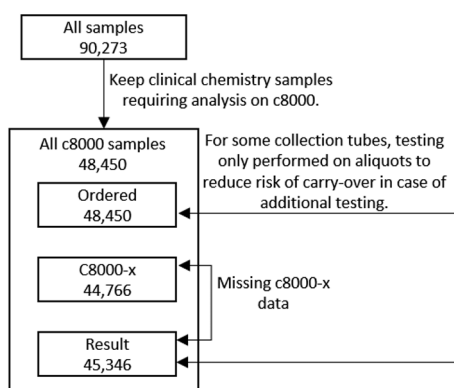 All samples
90,273
Keep clinical chemistry samples
requiring analysis on c8000.
All c8000 samples
48,450
For some collection tubes, testing
only performed on aliquots to
reduce risk of carry-over in case of
additional testing.
Ordered
48,450
C8000-x
44,766
Missing c8000-x
data
Result
45,346